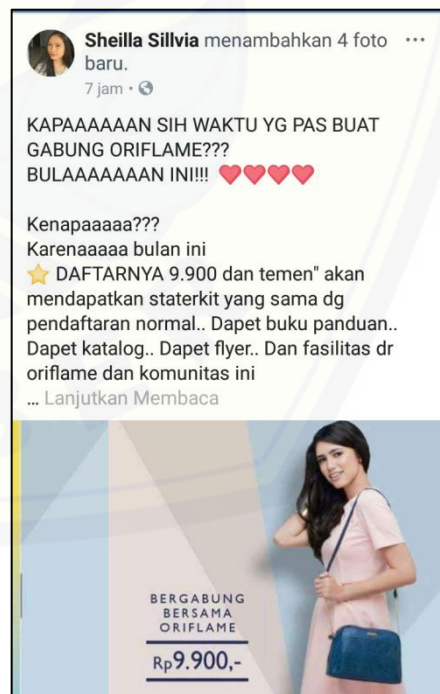 Sheilla Sillvia menambahkan 4 foto
baru.
7 jam •
KAPAAAAAAN SIH WAKTU YG PAS BUAT
GABUNG ORIFLAME???
BULAAAAAAAN INI!!! ❤❤❤❤
Kenapaaaaa???
Karenaaaaa bulan ini
⭐ DAFTARNYA 9.900 dan temen" akan
mendapatkan staterkit yang sama dg
pendaftaran normal.. Dapet buku panduan..
Dapet katalog.. Dapet flyer.. Dan fasilitas dr
oriflame dan komunitas ini
... Lanjutkan Membaca
BERGABUNG
BERSAMA
ORIFLAME
Rp9.900,-